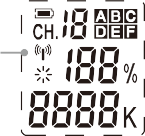 CH. 18 ABC
DEF
188 %
8888 K